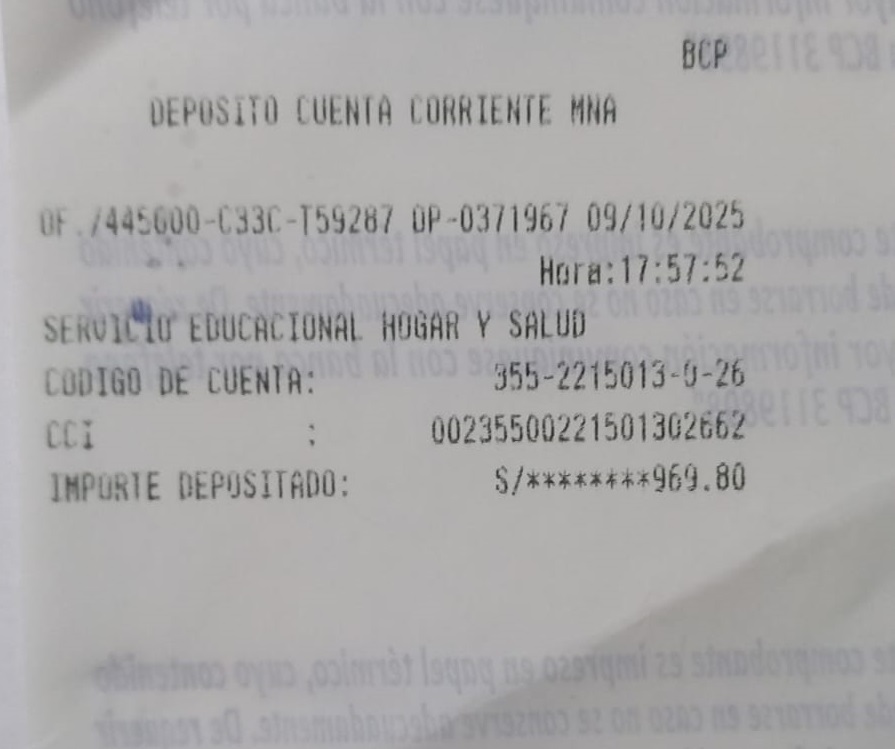 BCP
DEPOSITO CUENTA CORRIENTE MNA
OF./445600-C33C-T59287 OP-0371967 09/10/2025
Hora:17:57:52
SERVICIO EDUCACIONAL HOGAR Y SALUD
CODIGO DE CUENTA: 355-2215013-0-26
CCI : 00235500221501302662
IMPORTE DEPOSITADO: S/********969.80